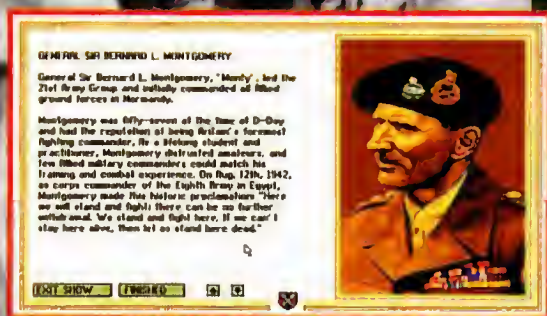 GENERAL SIR BERNARD L. MONTGOMERY
General Sir Bernard L. Montgomery, "Monty", led the
21st Army Group and initially commanded all Allied
ground forces in Normandy.
Montgomery was fifty-seven at the time of D-Day
and had the reputation of being Britain's foremost
fighting commander. As a lifelong student and
practitioner, Montgomery distrusted amateurs, and
few Allied military commanders could match his
training and combat experience. On Aug. 12th, 1942,
as corps commander of the Eighth Army in Egypt,
Montgomery made this historic proclamation "Here
we will stand and fight; there can be no further
withdrawal. We stand and fight here. If we can't
stay here alive, then let us stand here dead."
EXIT SHOW FINISHED